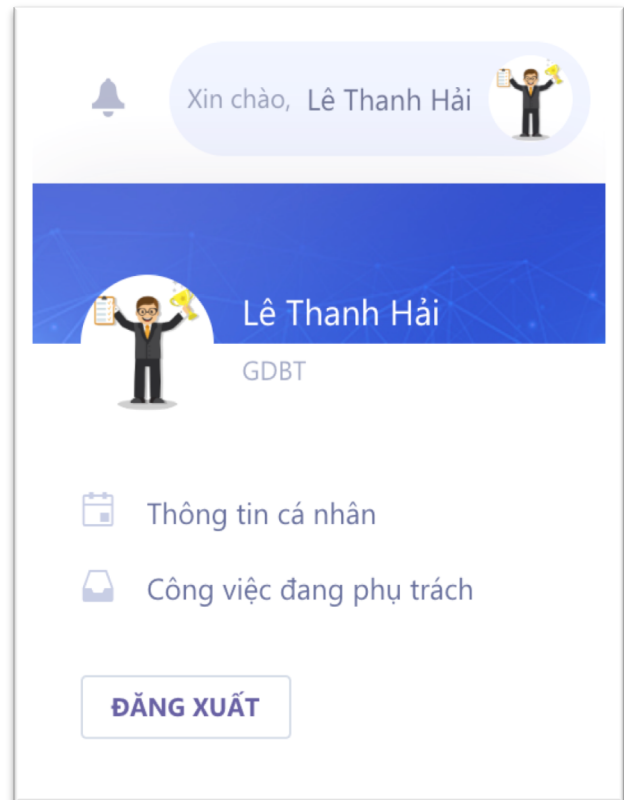 Xin chào, Lê Thanh Hải
Lê Thanh Hải
GDBT
Thông tin cá nhân
Công việc đang phụ trách
ĐĂNG XUẤT